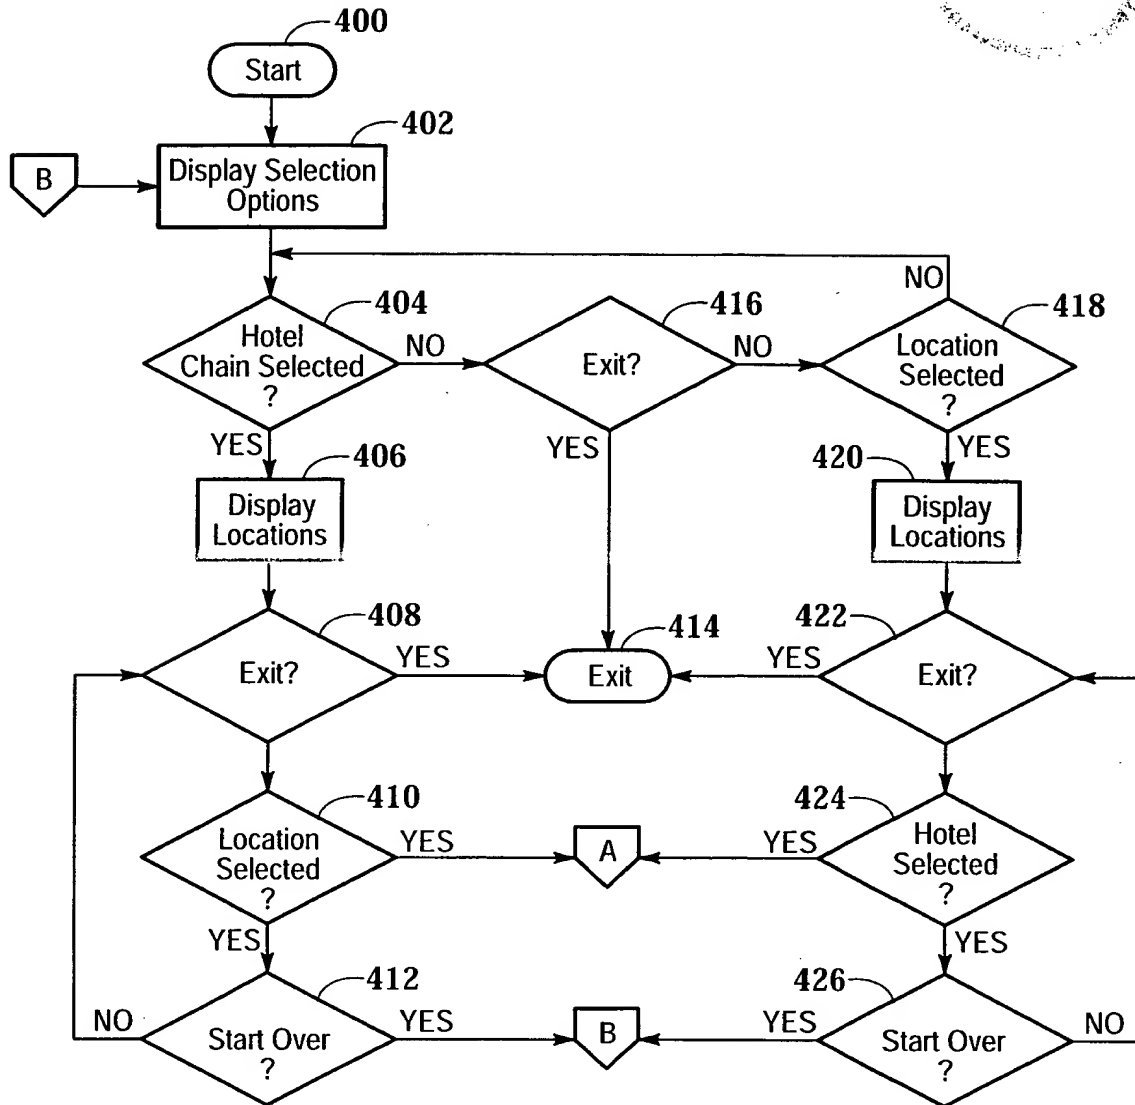 400
Start
402
B
Display Selection
Options
NO
404
416
418
Hotel
Chain Selected
?
NO
Exit?
NO
Location
Selected
?
YES
YES
YES
406
420
Display
Locations
Display
Locations
408
414
422
Exit?
YES
Exit
YES
Exit?
410
424
Location
Selected
?
YES
A
YES
Hotel
Selected
?
YES
YES
412
426
NO
Start Over
?
YES
B
YES
Start Over
?
NO